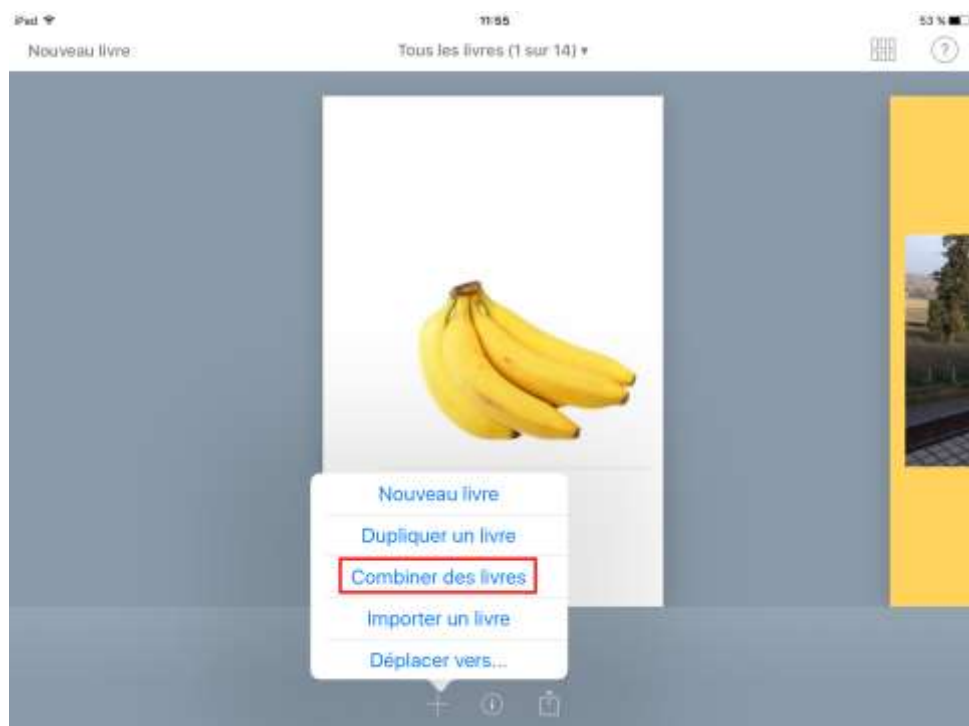 iPad
11:55
53 %
Nouveau livre
Tous les livres (1 sur 14) ▾
?
Nouveau livre
Dupliquer un livre
Combiner des livres
Importer un livre
Déplacer vers...